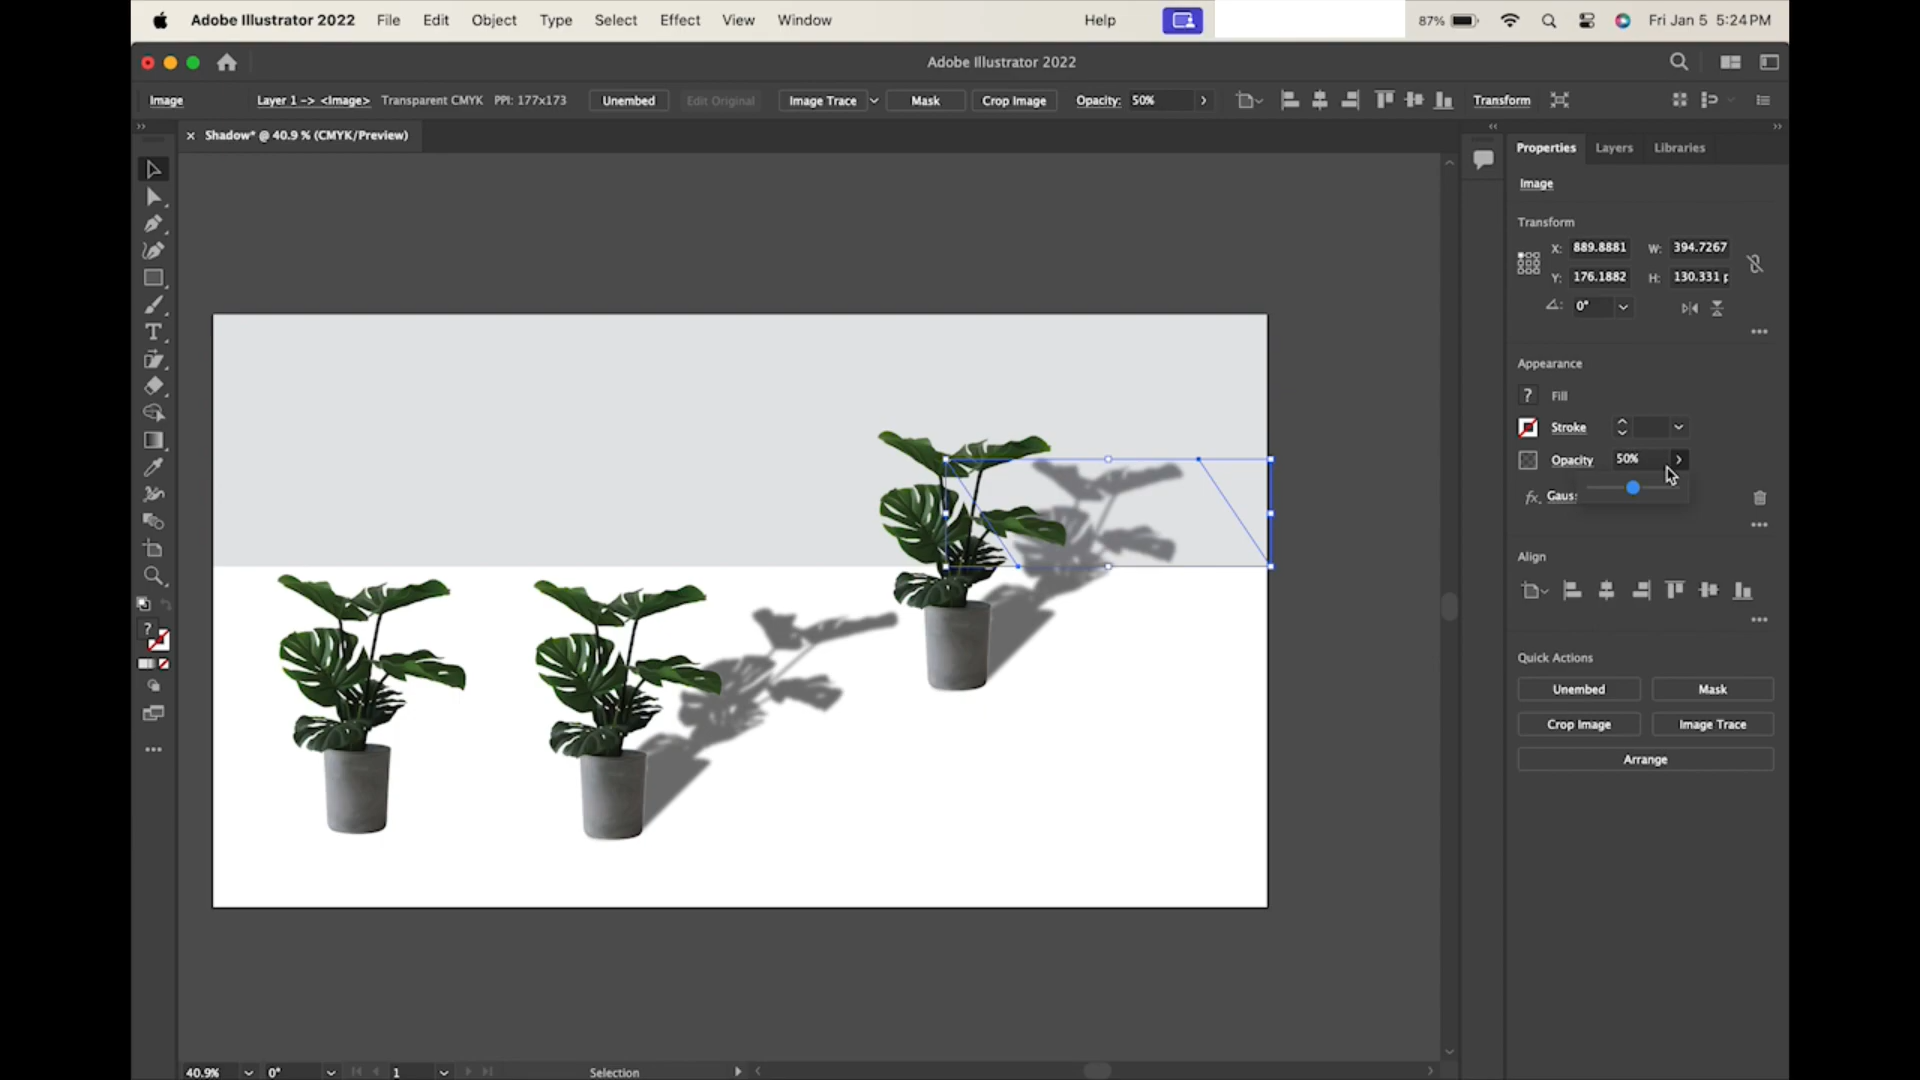 Adobe Illustrator 2022 File Edit Object Type Select Effect View Window Help 87% Fri Jan 5 5:24 PM
Adobe Illustrator 2022
Image Layer 1 -> <Image> Transparent CMYK PPI: 177x173 Unembed Edit Original Image Trace Mask Crop Image Opacity: 50% Transform
Shadow* @ 40.9 % (CMYK/Preview)
Properties Layers Libraries
Image
Transform
X: 889.8881 W: 394.7267
Y: 176.1882 H: 130.331 p
0°
Appearance
? Fill
Stroke
Opacity 50%
fx. Gaus
Align
?
Quick Actions
Unembed Mask
Crop Image Image Trace
Arrange
40.9% 0° 1 Selection